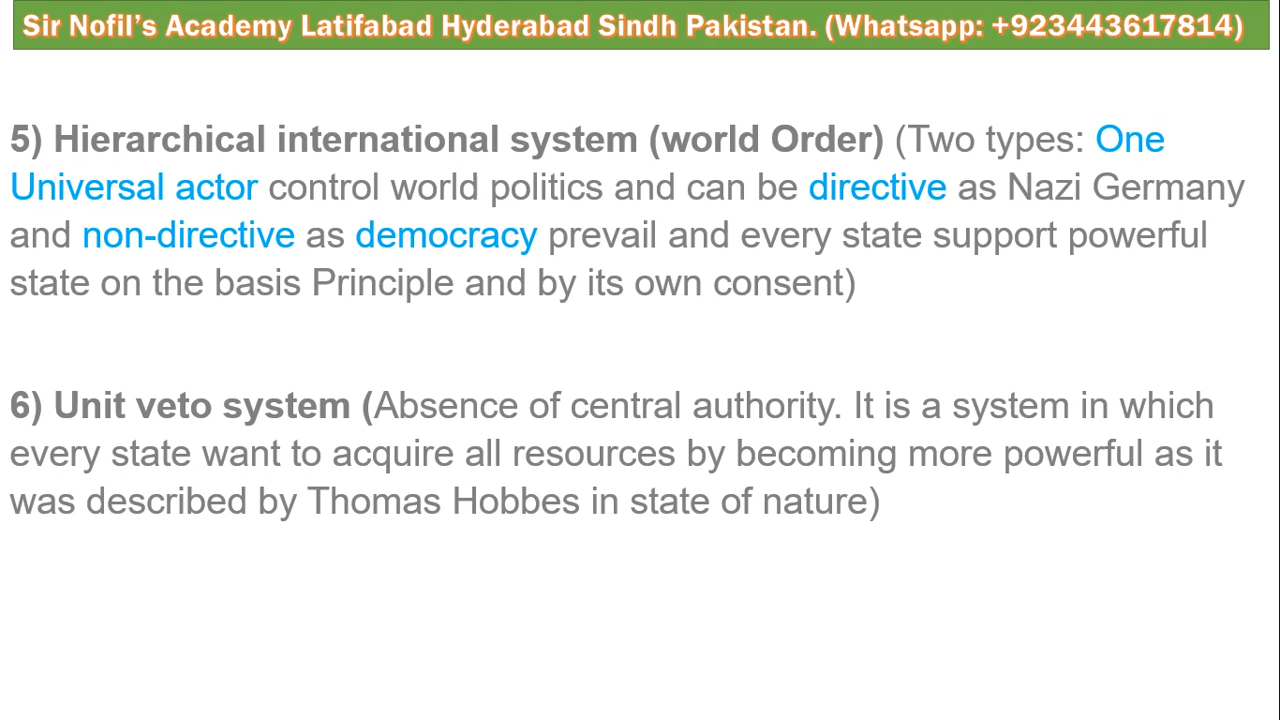 Sir Nofil’s Academy Latifabad Hyderabad Sindh Pakistan. (Whatsapp: +923443617814)
5) Hierarchical international system (world Order) (Two types: One
Universal actor control world politics and can be directive as Nazi Germany
and non-directive as democracy prevail and every state support powerful
state on the basis Principle and by its own consent)
6) Unit veto system (Absence of central authority. It is a system in which
every state want to acquire all resources by becoming more powerful as it
was described by Thomas Hobbes in state of nature)